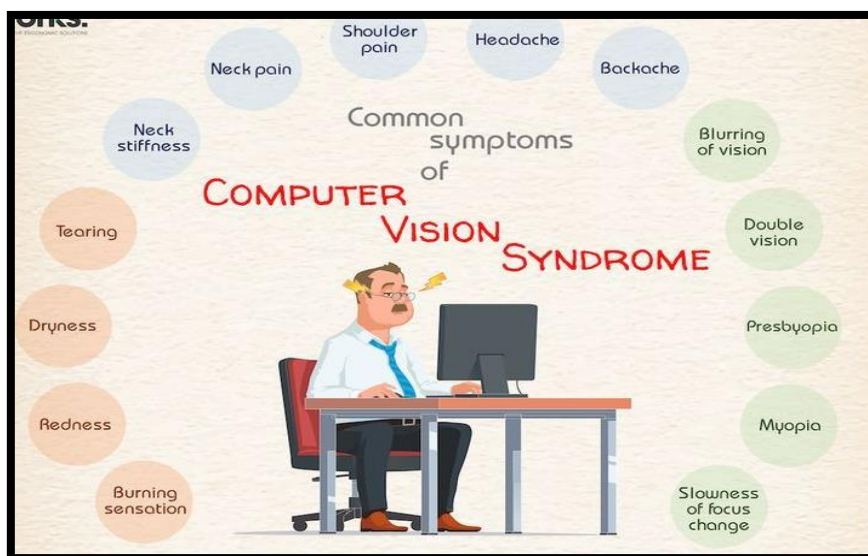 Shoulder
pain
Headache
Neck pain
Backache
Neck
stiffness
Common
symptoms
of
COMPUTER
VISION
SYNDROME
Blurring
of vision
Tearing
Double
vision
Dryness
Presbyopia
Redness
Myopia
Burning
sensation
Slowness
of focus
change